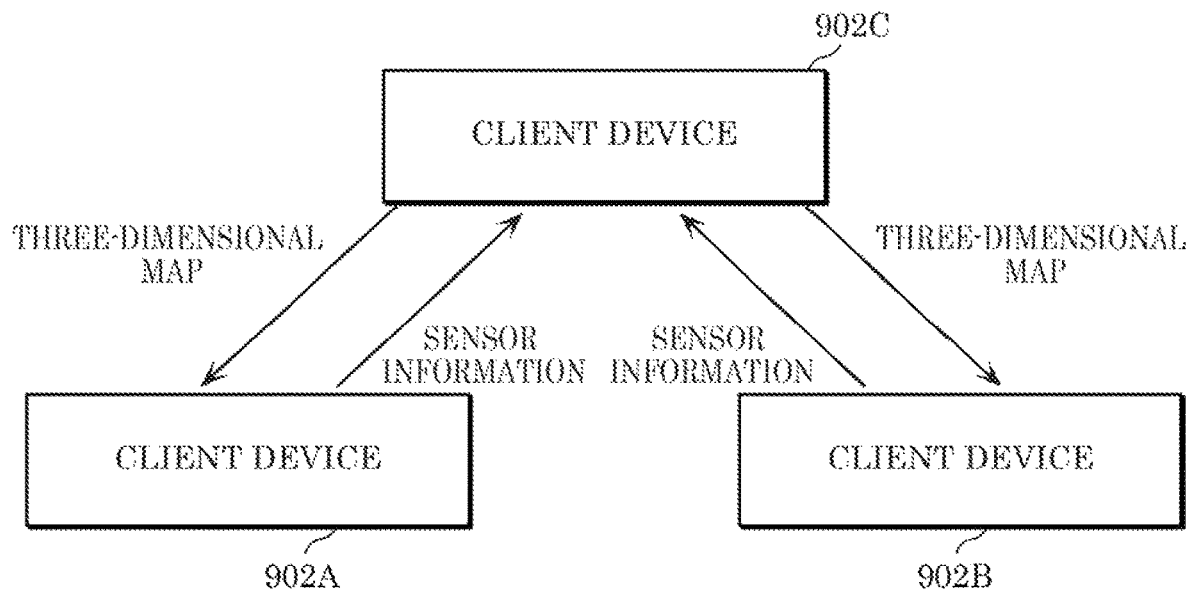 902C
CLIENT DEVICE
THREE-DIMENSIONAL
MAP
THREE-DIMENSIONAL
MAP
SENSOR
INFORMATION
SENSOR
INFORMATION
CLIENT DEVICE
CLIENT DEVICE
902A
902B